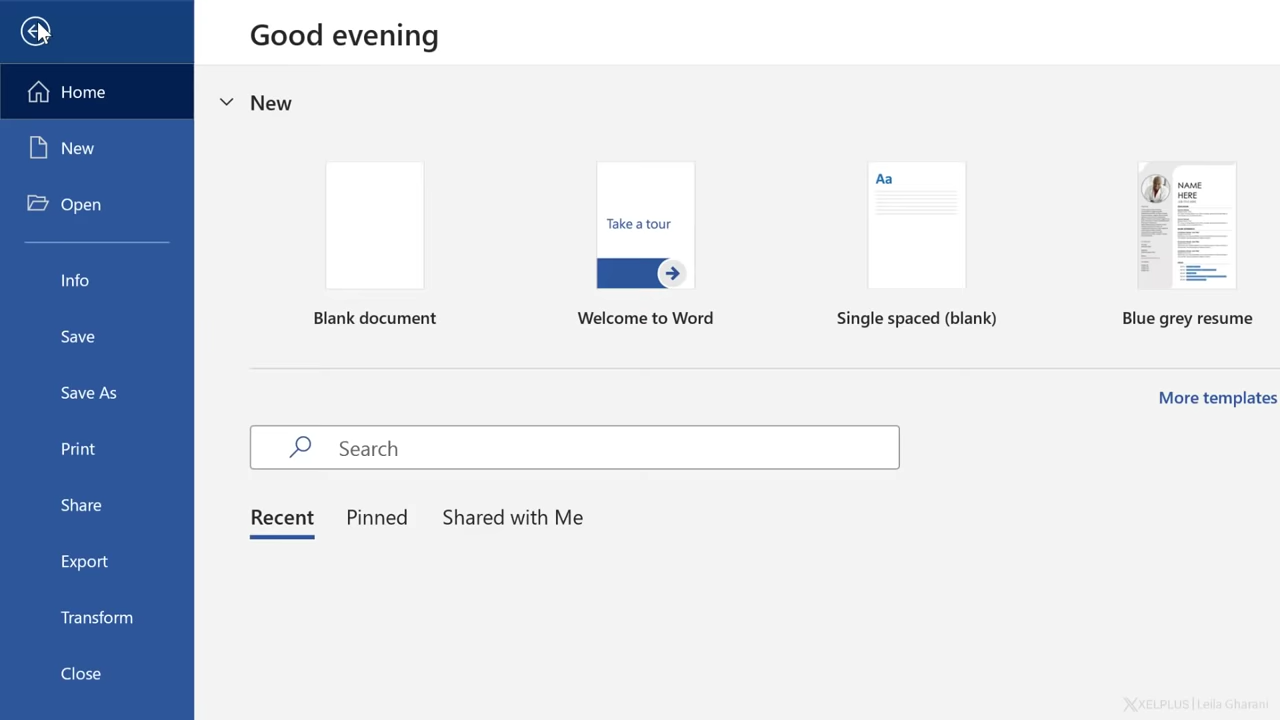 Good evening
Home
New
Open
Info
Save
Save As
Print
Share
Export
Transform
Close
New
Take a tour
Aa
NAME
HERE
Blank document
Welcome to Word
Single spaced (blank)
Blue grey resume
More templates
Search
Recent Pinned Shared with Me
XELPLUS | Leila Gharani